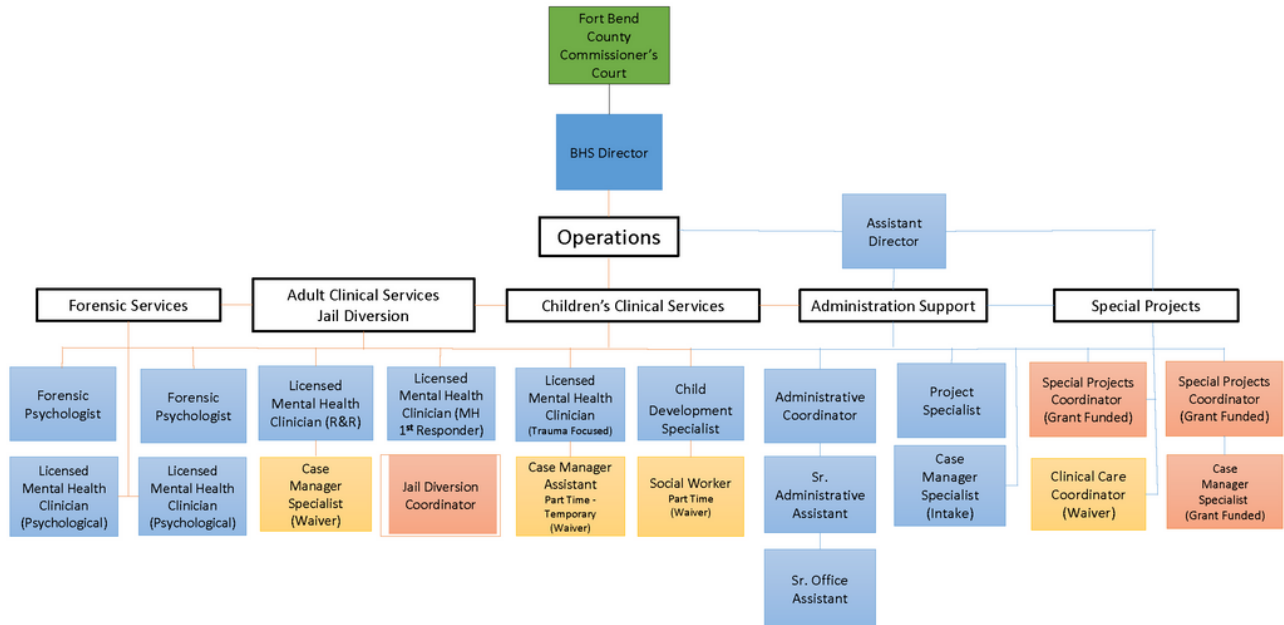 Fort Bend
County
Commissioner's
Court
BHS Director
Operations
Assistant
Director
Forensic Services
Adult Clinical Services
Jail Diversion
Children's Clinical Services
Administration Support
Special Projects
Forensic
Psychologist
Forensic
Psychologist
Licensed
Mental Health
Clinician (R&R)
Licensed
Mental Health
Clinician (MH
1st Responder)
Licensed
Mental Health
Clinician
(Trauma Focused)
Child
Development
Specialist
Administrative
Coordinator
Project
Specialist
Special Projects
Coordinator
(Grant Funded)
Special Projects
Coordinator
(Grant Funded)
Licensed
Mental Health
Clinician
(Psychological)
Licensed
Mental Health
Clinician
(Psychological)
Case
Manager
Specialist
(Waiver)
Jail Diversion
Coordinator
Case Manager
Assistant
Part Time -
Temporary
(Waiver)
Social Worker
Part Time
(Waiver)
Sr.
Administrative
Assistant
Case
Manager
Specialist
(Intake)
Clinical Care
Coordinator
(Waiver)
Case
Manager
Specialist
(Grant Funded)
Sr. Office
Assistant